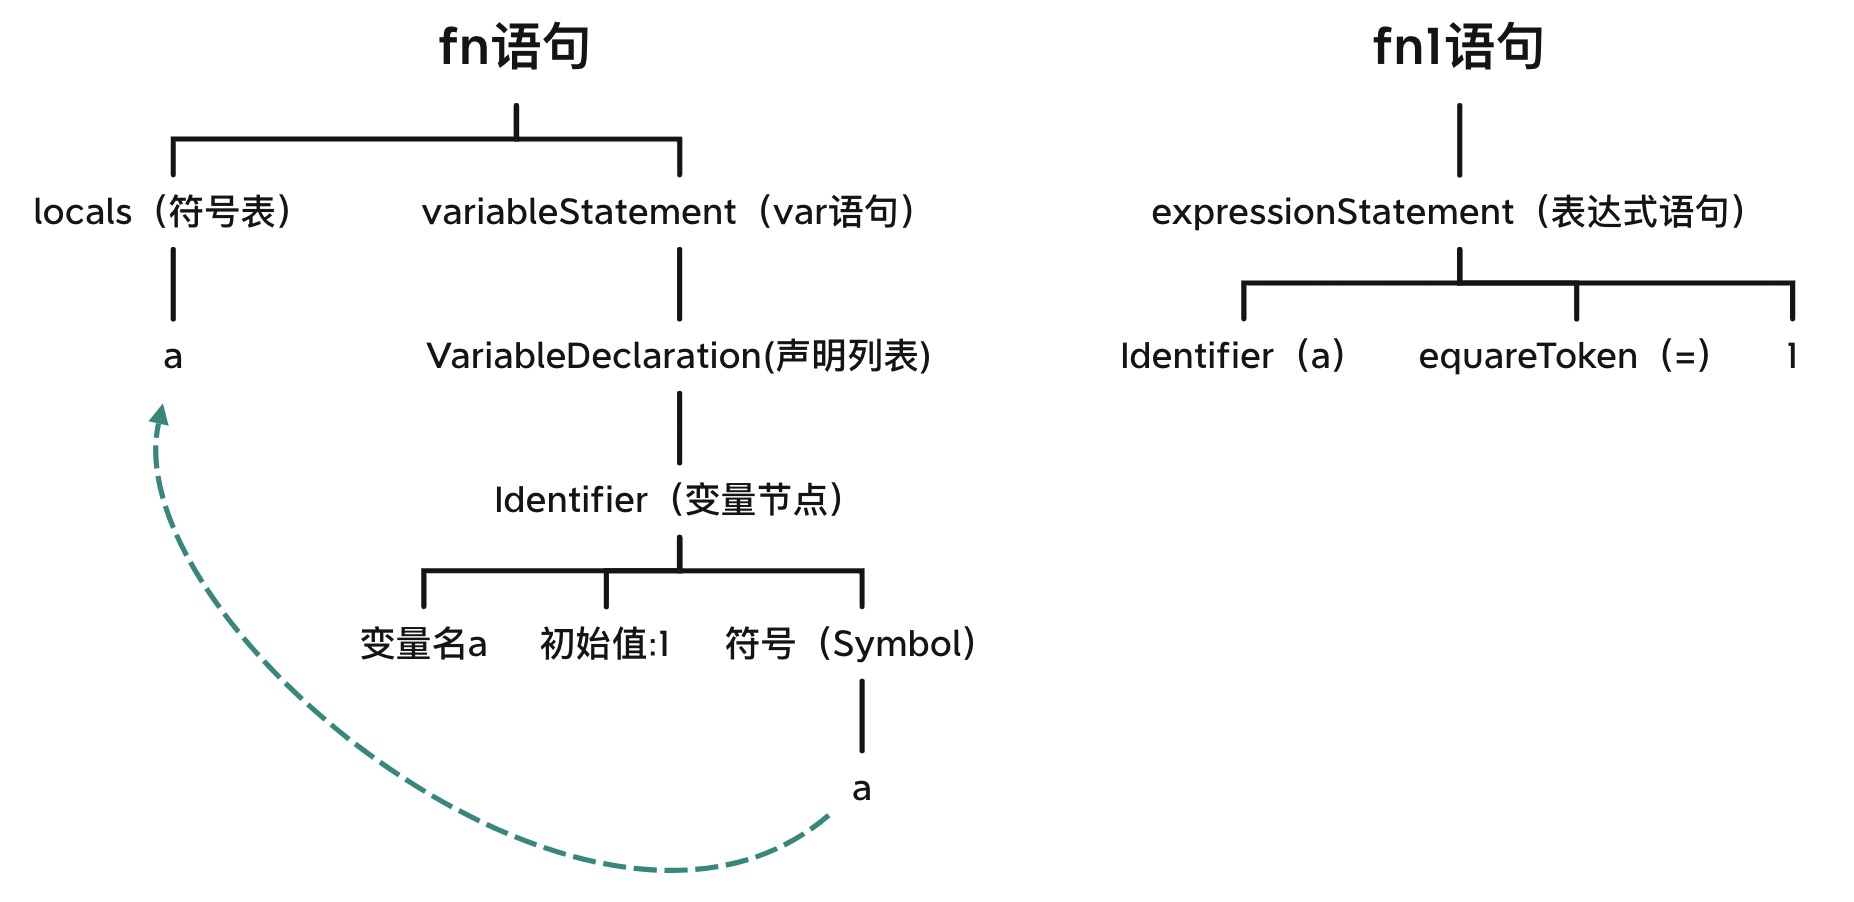 fn语句
fn1语句
locals（符号表）
variableStatement（var语句）
expressionStatement（表达式语句）
a
VariableDeclaration(声明列表)
Identifier（a）
equareToken（=）
1
Identifier（变量节点）
变量名a
初始值:1
符号（Symbol）
a